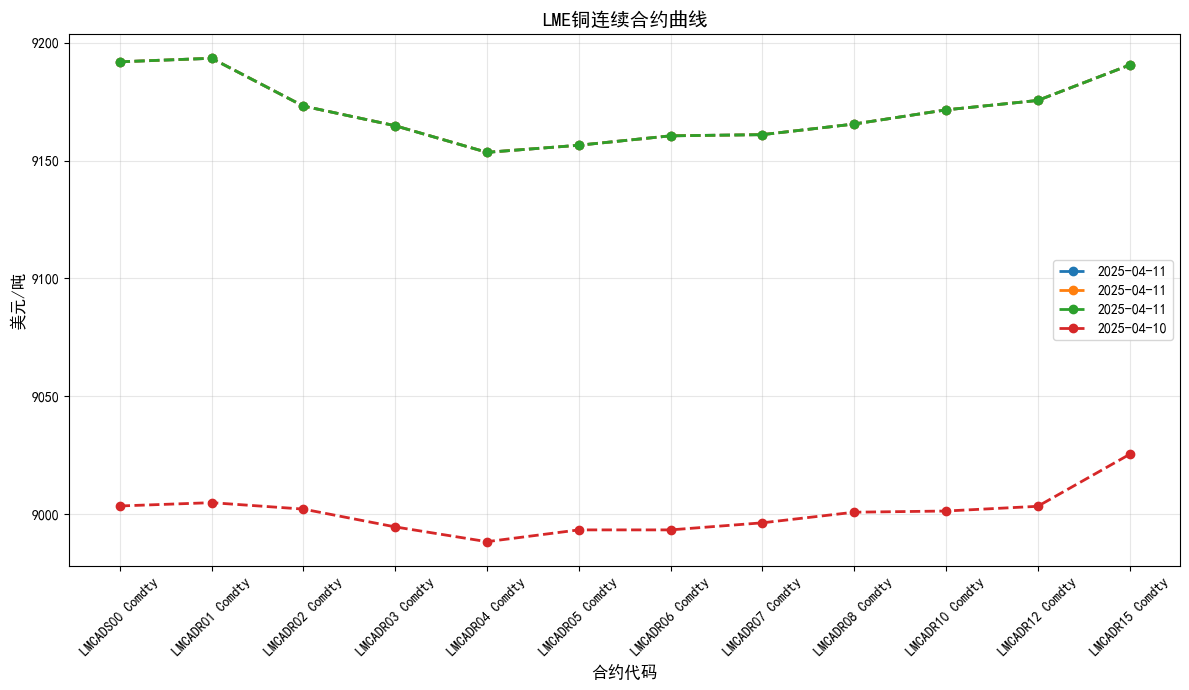 LME铜连续合约曲线
美元/吨
9200
9150
9100
9050
9000
2025-04-11
2025-04-11
2025-04-11
2025-04-10
LMCADS00 Comdty
LMCADR01 Comdty
LMCADR02 Comdty
LMCADR03 Comdty
LMCADR04 Comdty
LMCADR05 Comdty
LMCADR06 Comdty
LMCADR07 Comdty
LMCADR08 Comdty
LMCADR10 Comdty
LMCADR12 Comdty
LMCADR15 Comdty
合约代码